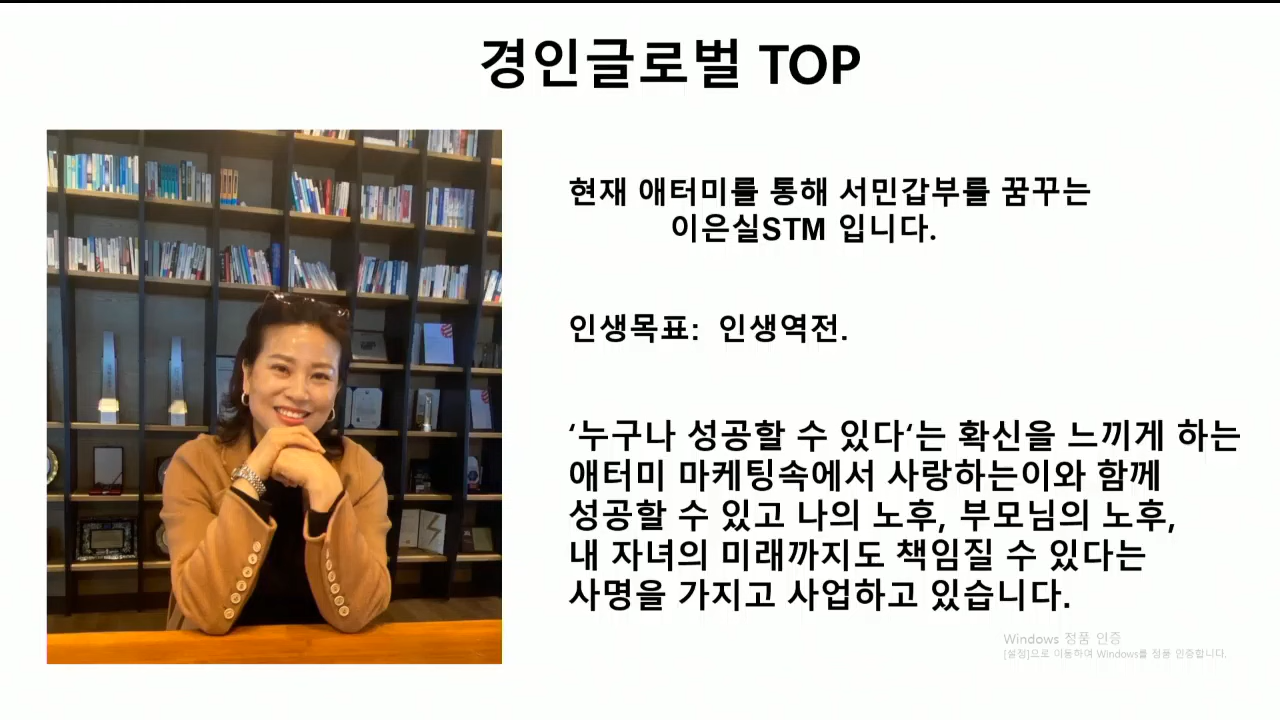 경인글로벌 TOP
현재 애터미를 통해 서민갑부를 꿈꾸는
이은실STM 입니다.
인생목표: 인생역전.
‘누구나 성공할 수 있다‘는 확신을 느끼게 하는
애터미 마케팅속에서 사랑하는이와 함께
성공할 수 있고 나의 노후, 부모님의 노후,
내 자녀의 미래까지도 책임질 수 있다는
사명을 가지고 사업하고 있습니다.
Windows 정품 인증
[설정]으로 이동하여 Windows를 정품 인증합니다.